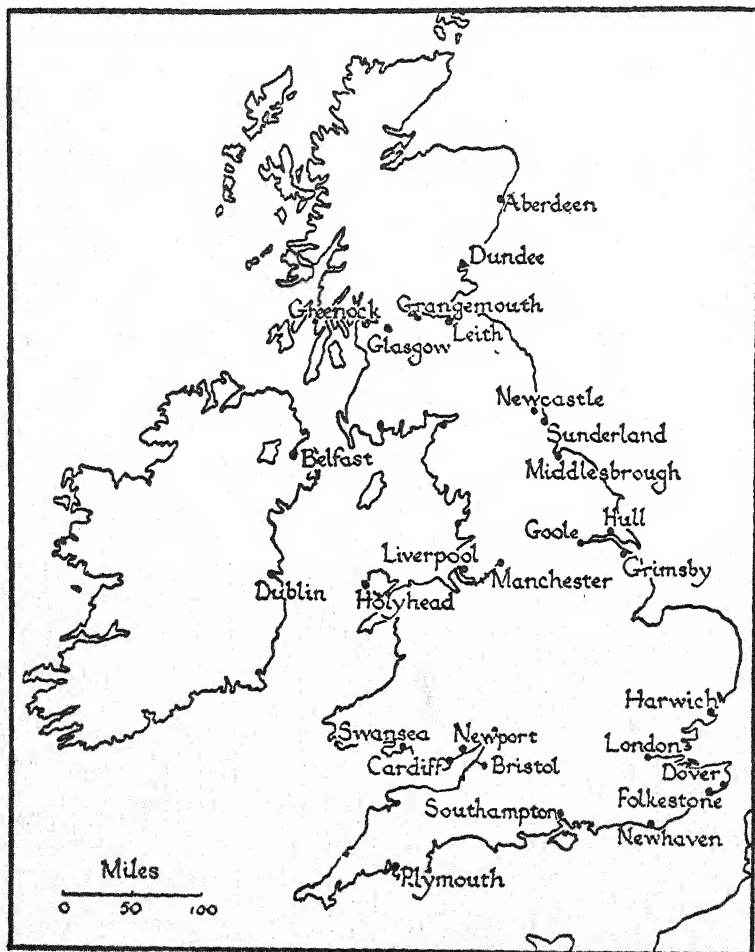 Aberdeen
Dundee
Grangemouth
Greenock
Leith
Glasgow
Newcastle
Sunderland
Belfast
Middlesbrough
Hull
Goole
Liverpool
Manchester
Grimsby
Dublin
Holyhead
Harwich
Swansea
Newport
London
Cardiff
Bristol
Dover
Folkestone
Southampton
Newhaven
Miles
Plymouth
0 50 100